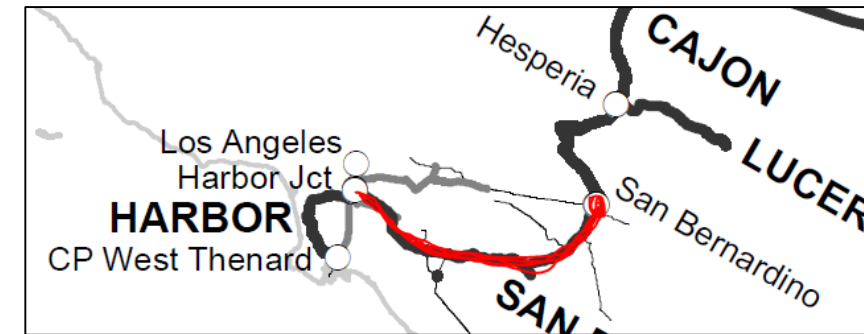 CAJON
Hesperia
LUCER
Los Angeles
Harbor Jct
HARBOR
CP West Thenard
San Bernardino
SAN